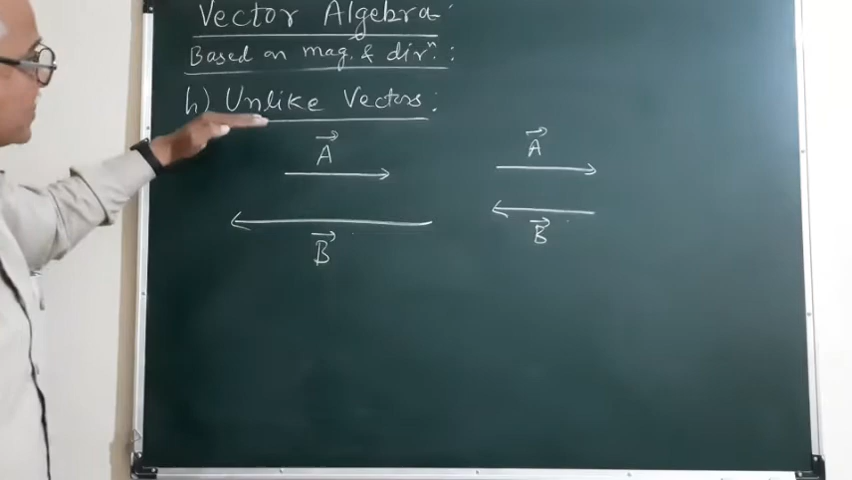 Vector Algebra:
Based on mag. & dirⁿ.:
h) Unlike Vectors:
A⃗ A⃗
B⃗ B⃗